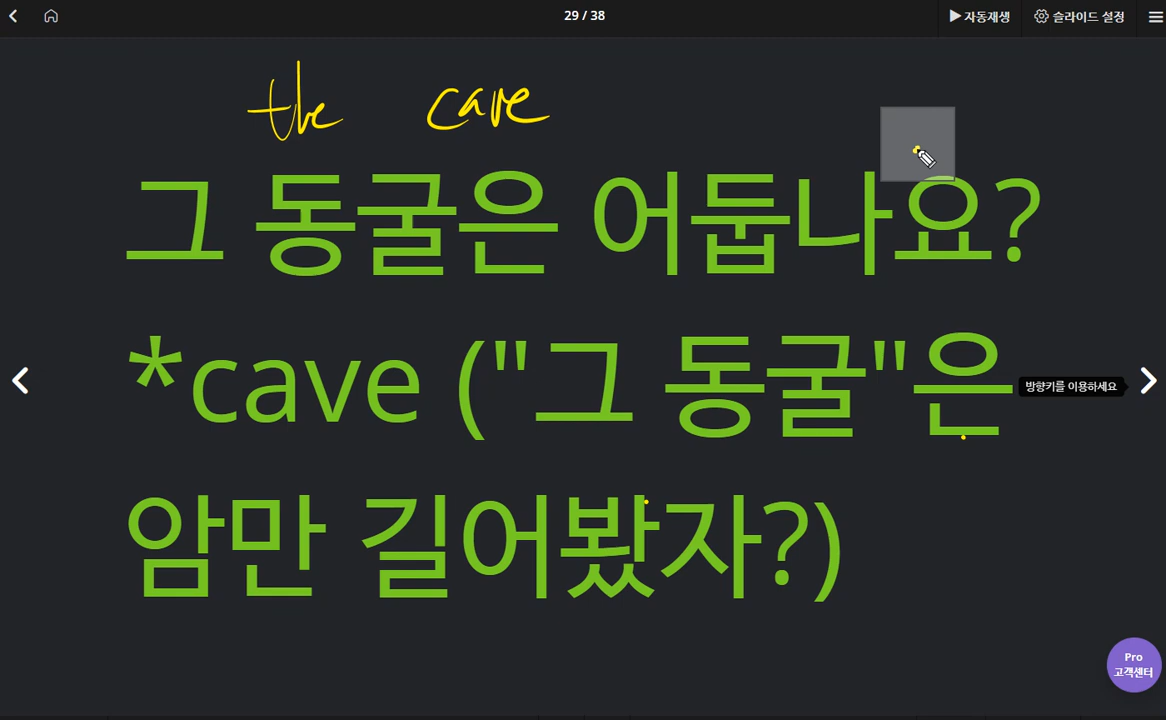 29 / 38
자동재생
슬라이드 설정
the cave
그 동굴은 어둡나요?
*cave ("그 동굴"은
방향키를 이용하세요
암만 길어봤자?)
Pro
고객센터